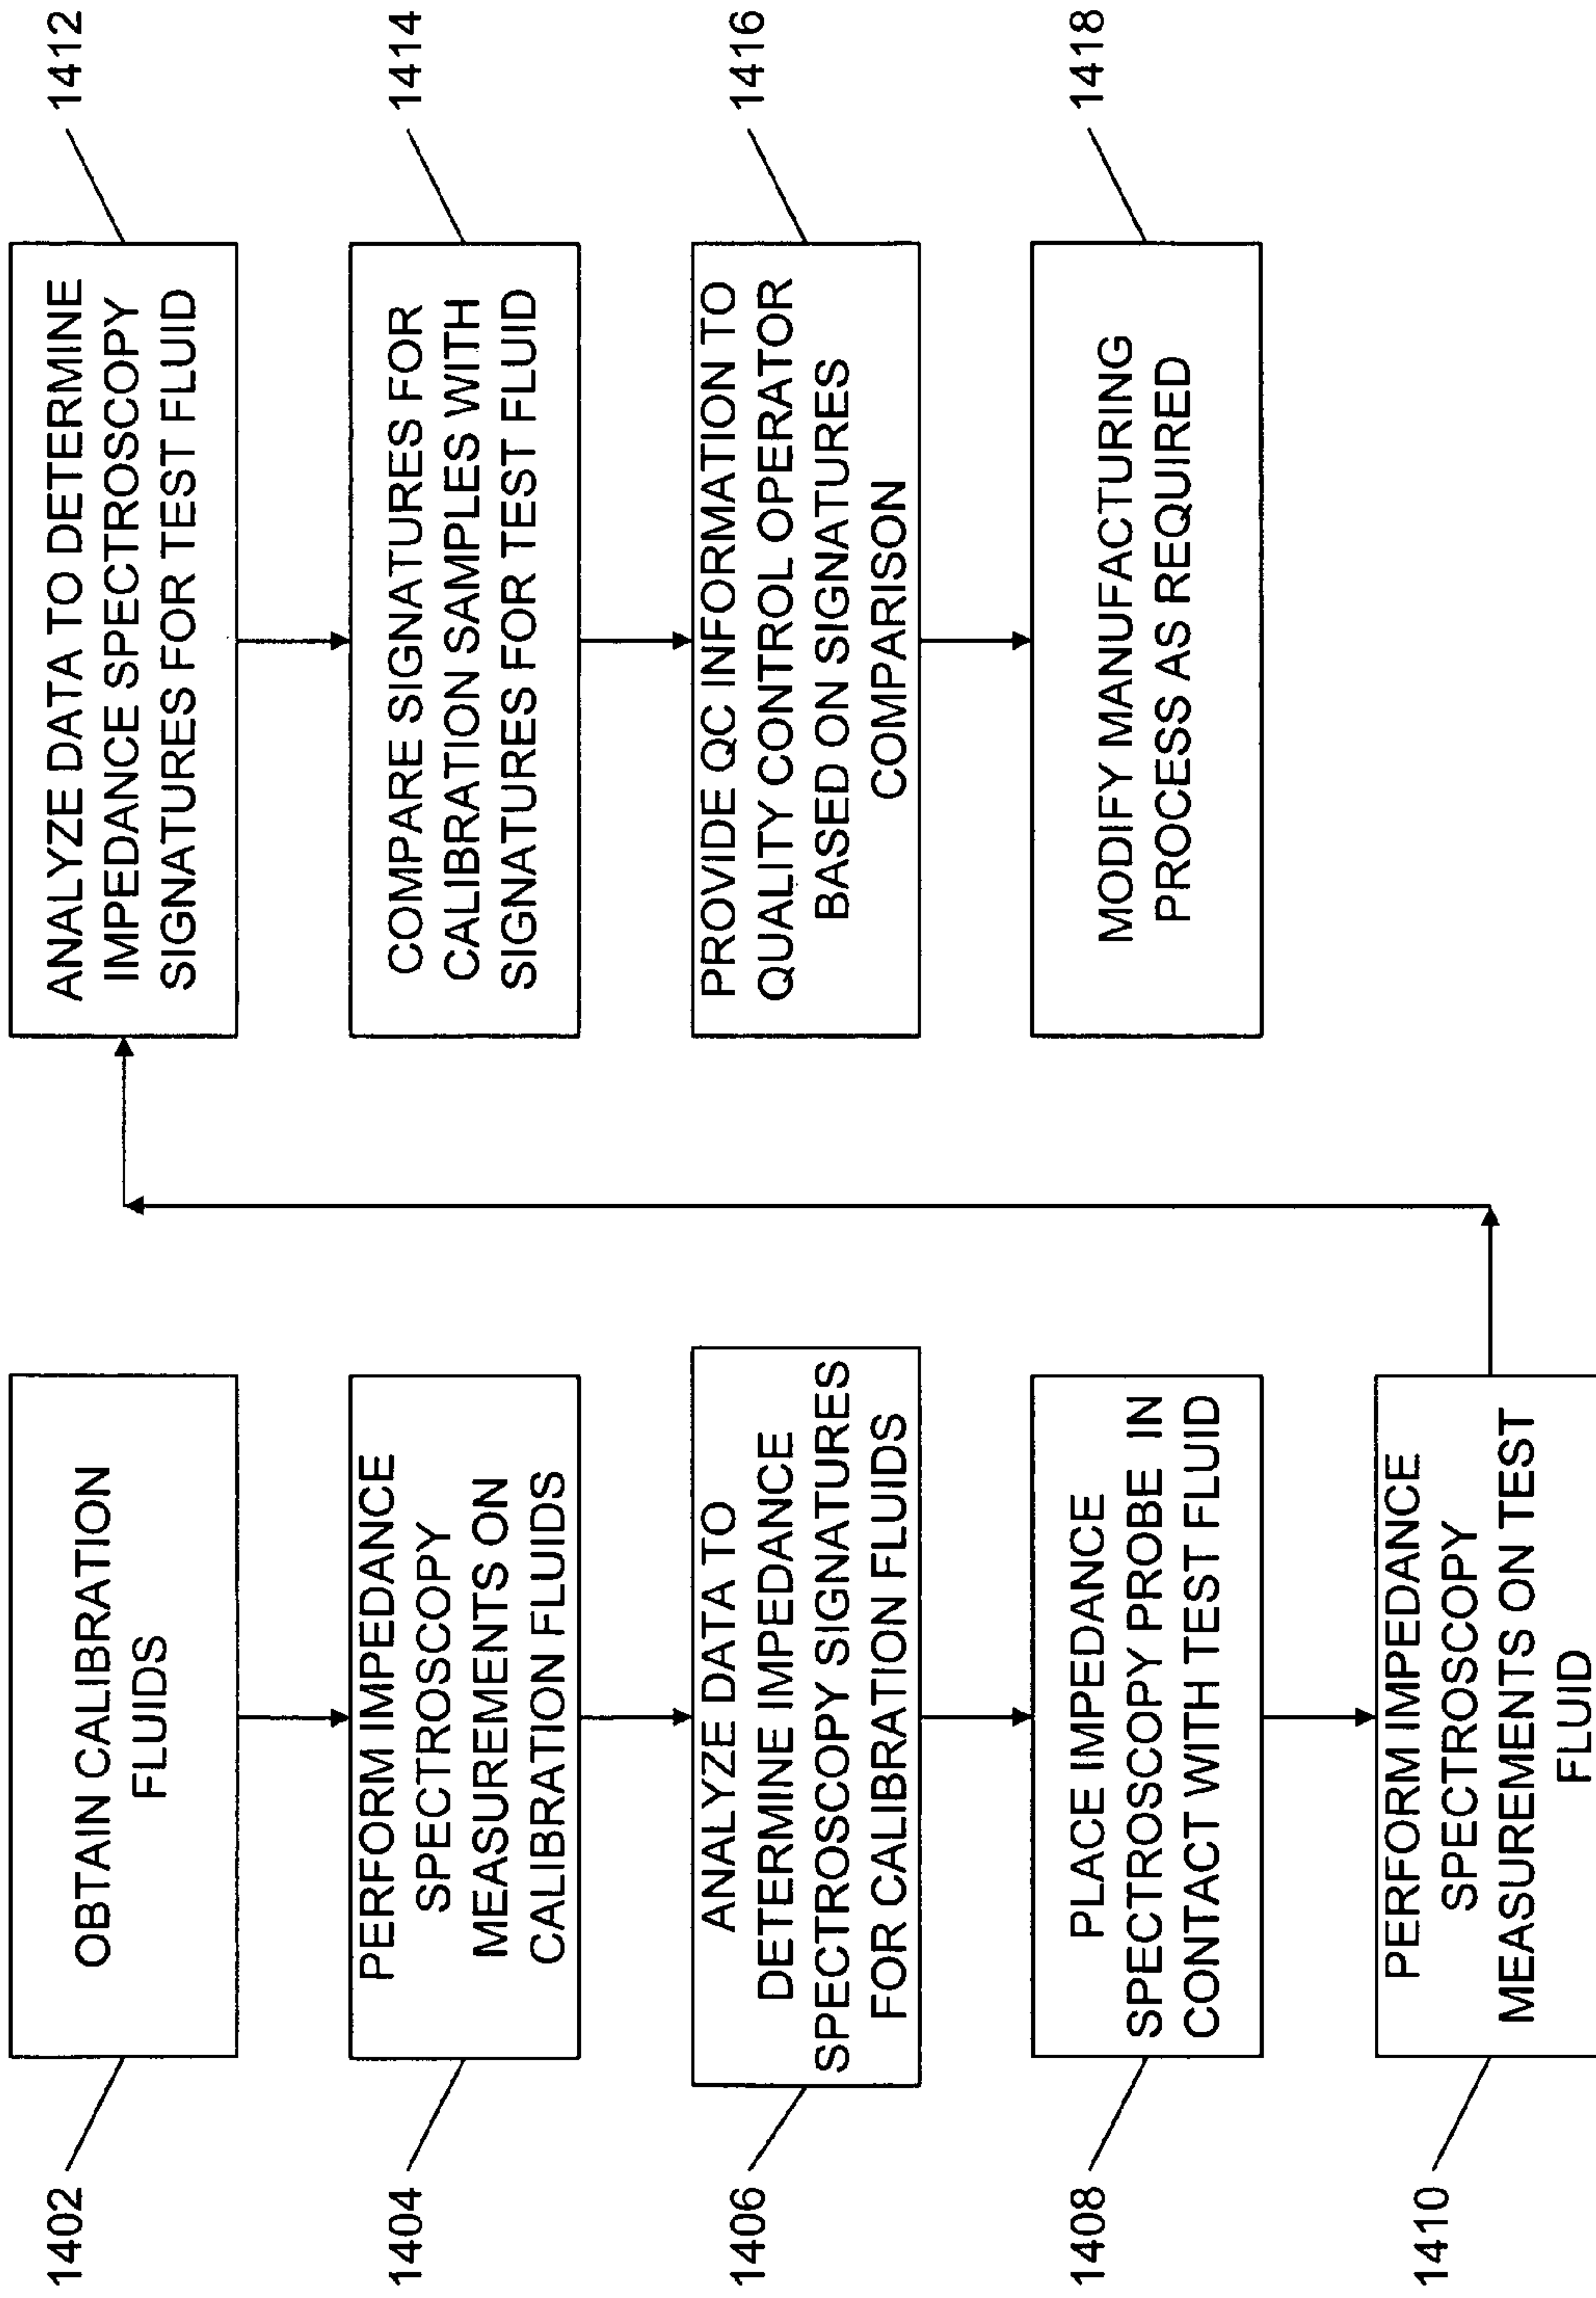 1402
OBTAIN CALIBRATION
FLUIDS
1404
PERFORM IMPEDANCE
SPECTROSCOPY
MEASUREMENTS ON
CALIBRATION FLUIDS
1406
ANALYZE DATA TO
DETERMINE IMPEDANCE
SPECTROSCOPY SIGNATURES
FOR CALIBRATION FLUIDS
1408
PLACE IMPEDANCE
SPECTROSCOPY PROBE IN
CONTACT WITH TEST FLUID
1410
PERFORM IMPEDANCE
SPECTROSCOPY
MEASUREMENTS ON TEST
FLUID
1412
ANALYZE DATA TO DETERMINE
IMPEDANCE SPECTROSCOPY
SIGNATURES FOR TEST FLUID
1414
COMPARE SIGNATURES FOR
CALIBRATION SAMPLES WITH
SIGNATURES FOR TEST FLUID
1416
PROVIDE QC INFORMATION TO
QUALITY CONTROL OPERATOR
BASED ON SIGNATURES
COMPARISON
1418
MODIFY MANUFACTURING
PROCESS AS REQUIRED